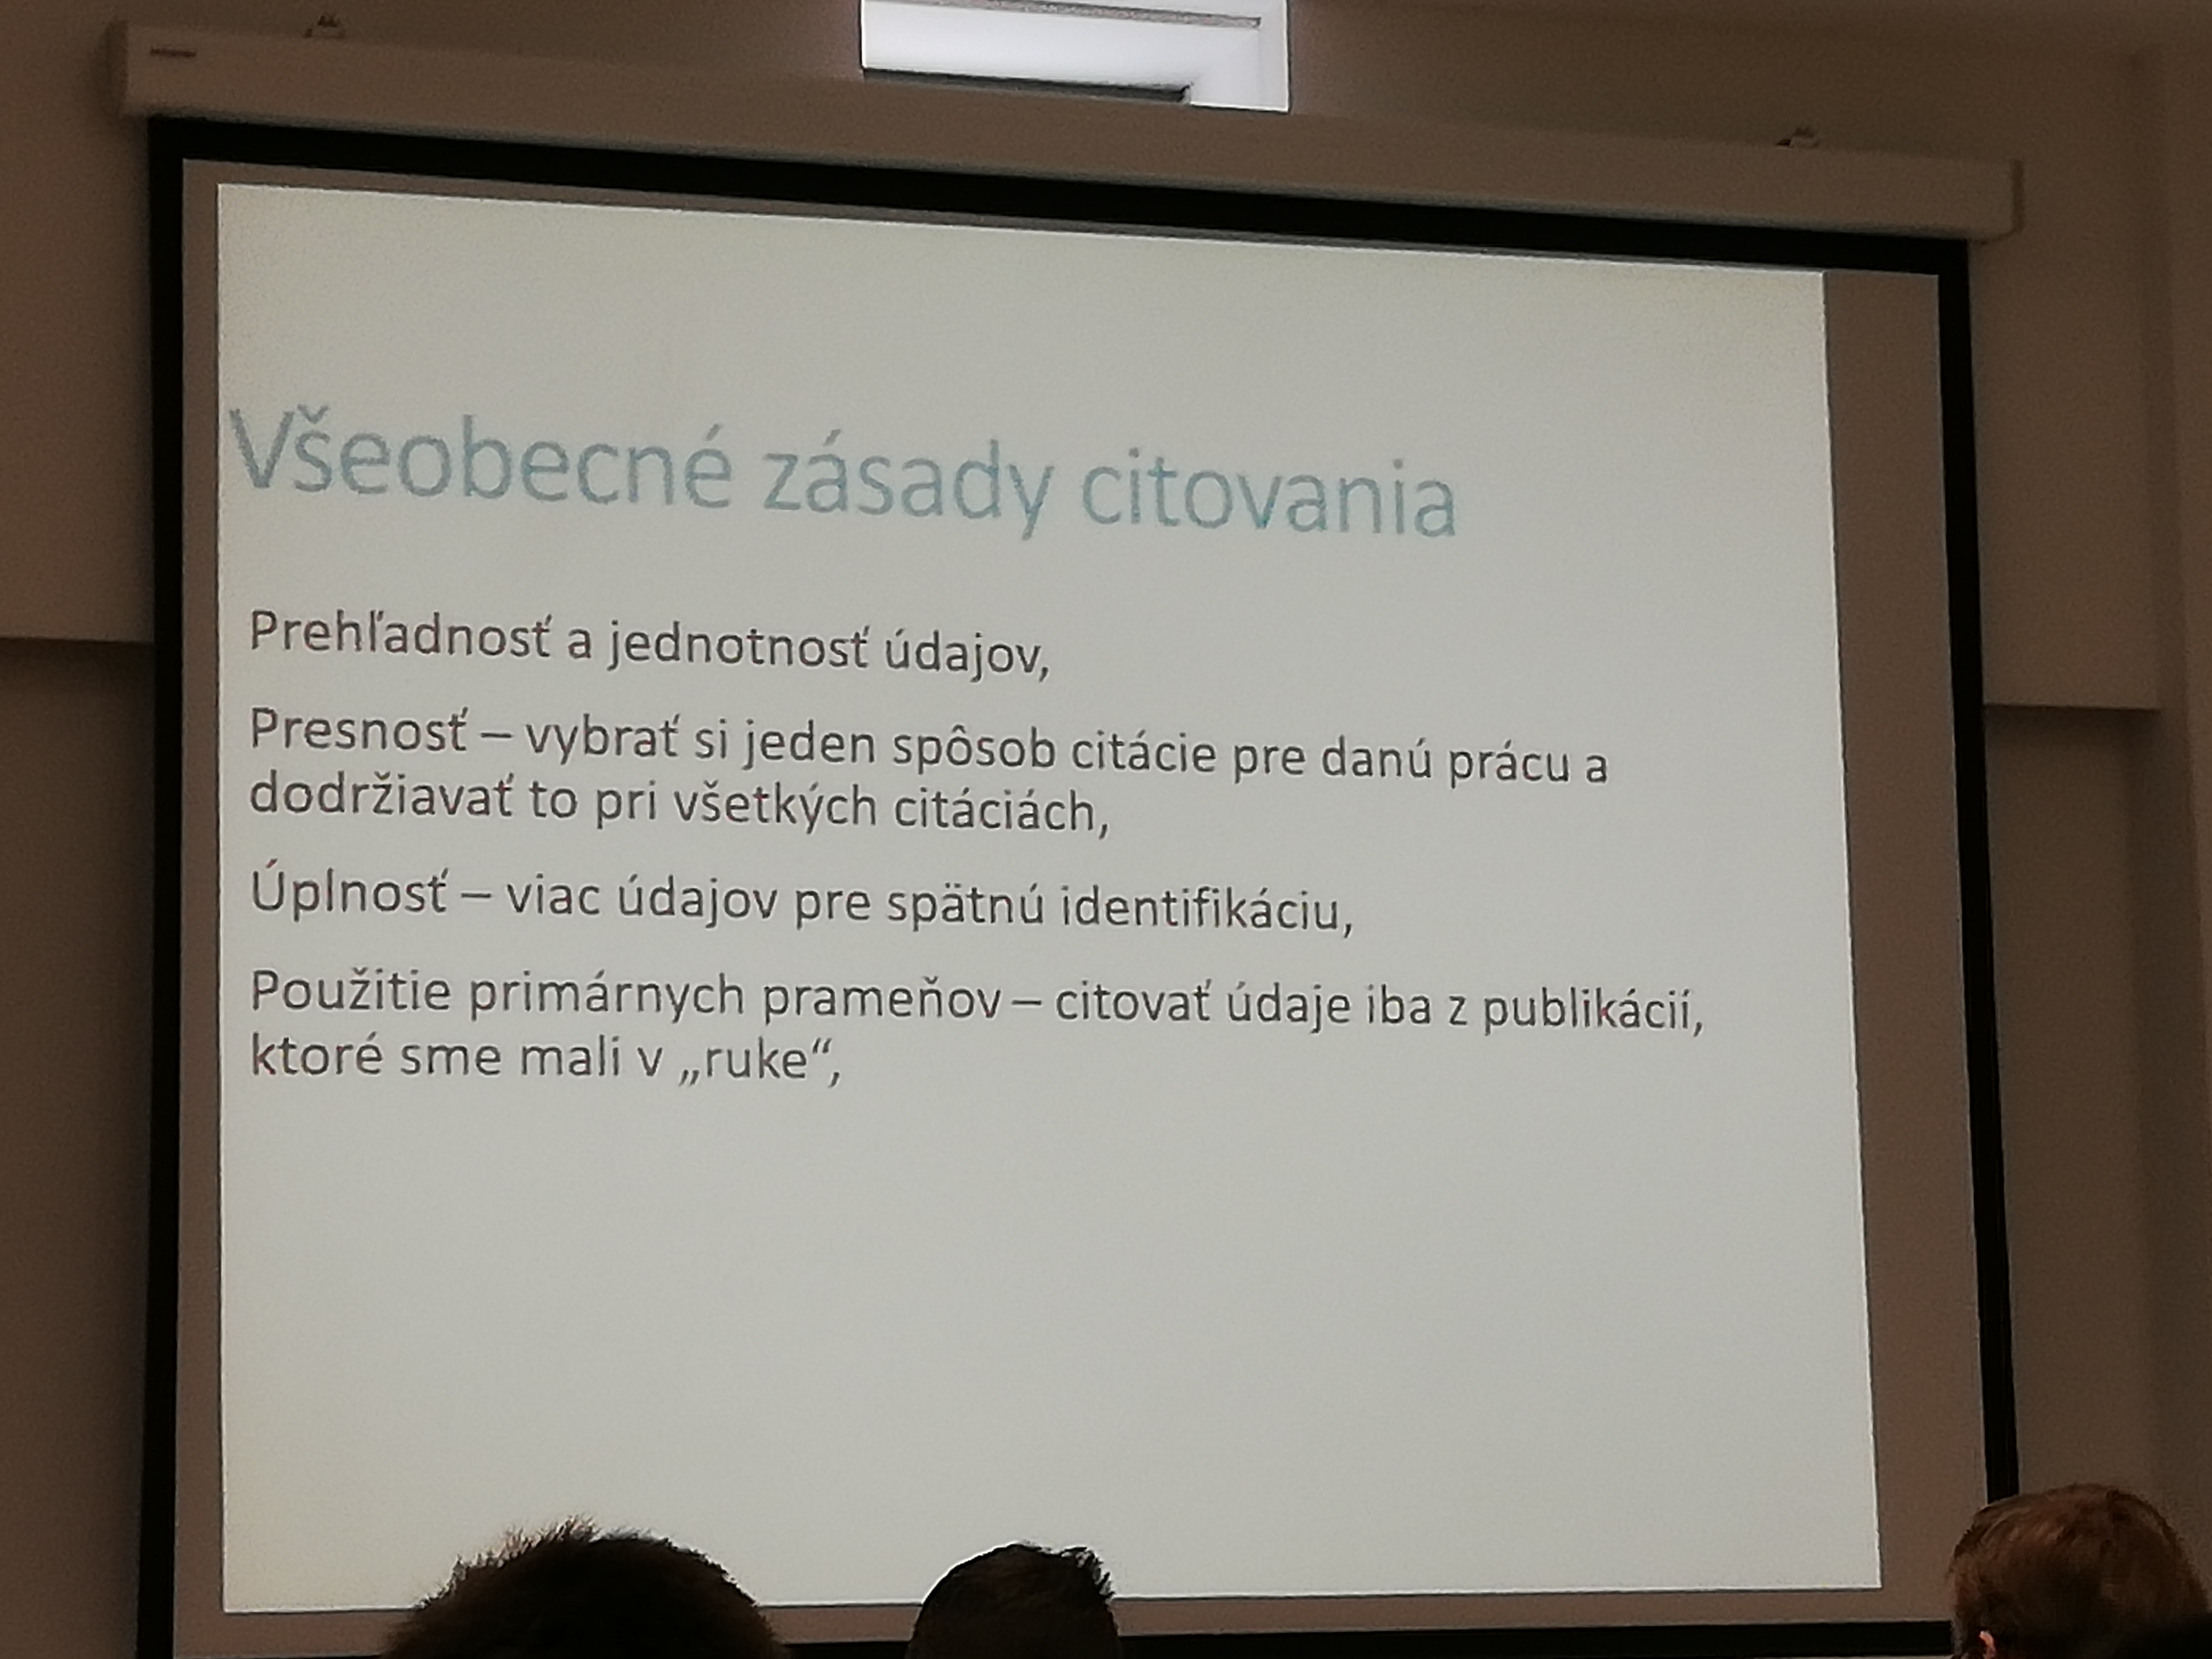 Všeobecné zásady citovania
Prehľadnosť a jednotnosť údajov,
Presnosť – vybrať si jeden spôsob citácie pre danú prácu a
dodržiavať to pri všetkých citáciách,
Úplnosť – viac údajov pre spätnú identifikáciu,
Použitie primárnych prameňov – citovať údaje iba z publikácií,
ktoré sme mali v „ruke“,